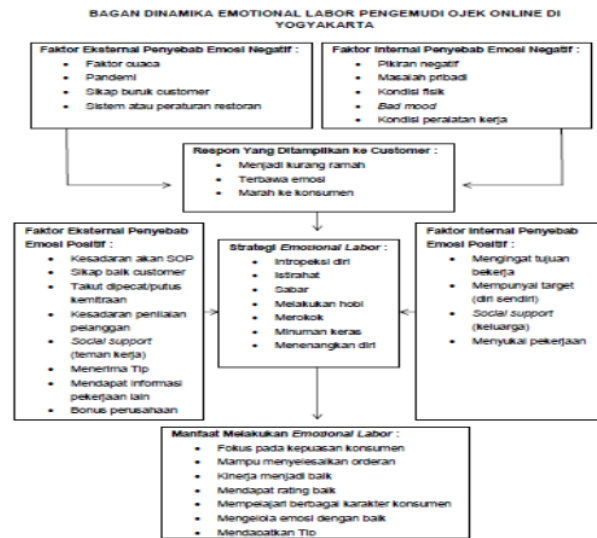 BAGAN DINAMIKA EMOTIONAL LABOR PENGEMUDI OJEK ONLINE DI
YOGYAKARTA
Faktor Eksternal Penyebab Emosi Negatif :
• Faktor cuaca
• Pandemi
• Sikap buruk customer
• Sistem atau peraturan restoran
Faktor Internal Penyebab Emosi Negatif :
• Pikiran negatif
• Masalah pribadi
• Kondisi fisik
• Bad mood
• Kondisi peralatan kerja
Respon Yang Ditampilkan ke Customer :
• Menjadi kurang ramah
• Terbawa emosi
• Marah ke konsumen
Faktor Eksternal Penyebab
Emosi Positif :
• Kesadaran akan SOP
• Sikap baik customer
• Takut dipecat/putus
kemitraan
• Kesadaran penilaian
pelanggan
• Social support
(teman kerja)
• Menerima Tip
• Mendapat informasi
pekerjaan lain
• Bonus perusahaan
Strategi Emotional Labor :
• Intropeksi diri
• Istirahat
• Sabar
• Melakukan hobi
• Merokok
• Minuman keras
• Menenangkan diri
Faktor Internal Penyebab
Emosi Positif :
• Mengingat tujuan
bekerja
• Mempunyai target
(diri sendiri)
• Social support
(keluarga)
• Menyukai pekerjaan
Manfaat Melakukan Emotional Labor :
• Fokus pada kepuasan konsumen
• Mampu menyelesaikan orderan
• Kinerja menjadi baik
• Mendapat rating baik
• Mempelajari berbagai karakter konsumen
• Mengelola emosi dengan baik
• Mendapatkan Tip